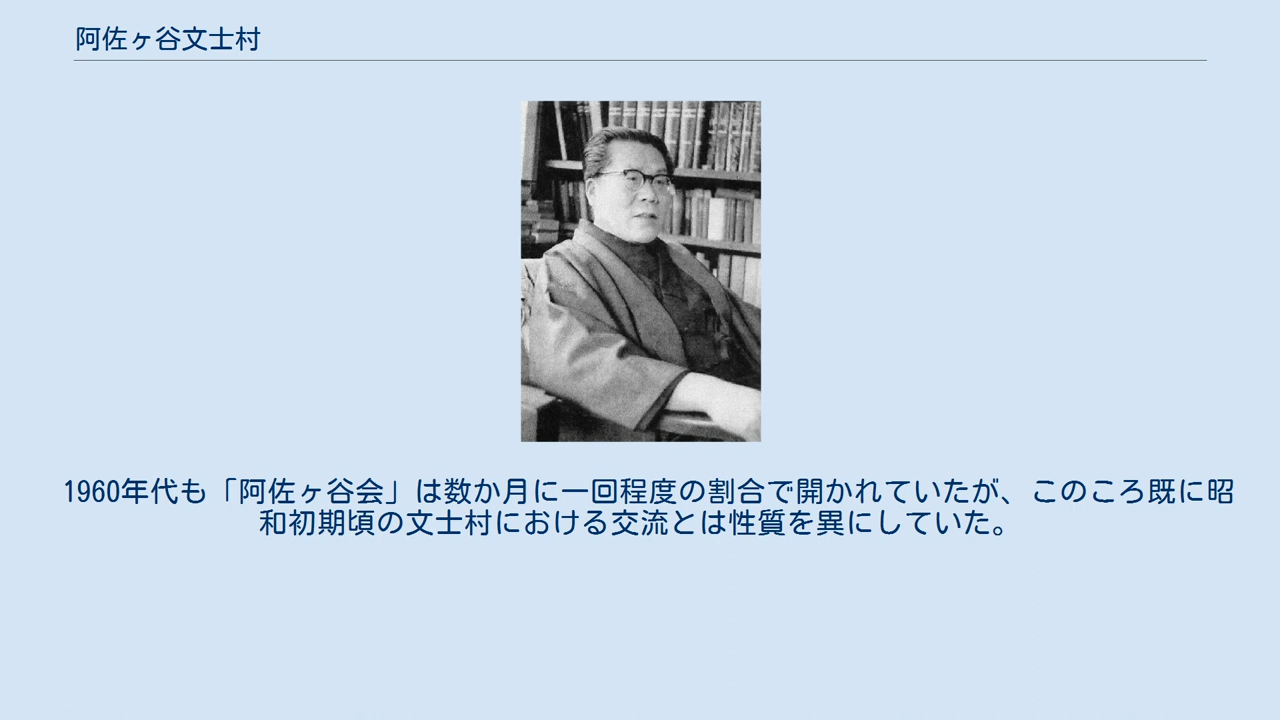 阿佐ヶ谷文士村
1960年代も「阿佐ヶ谷会」は数か月に一回程度の割合で開かれていたが、このころ既に昭
和初期頃の文士村における交流とは性質を異にしていた。